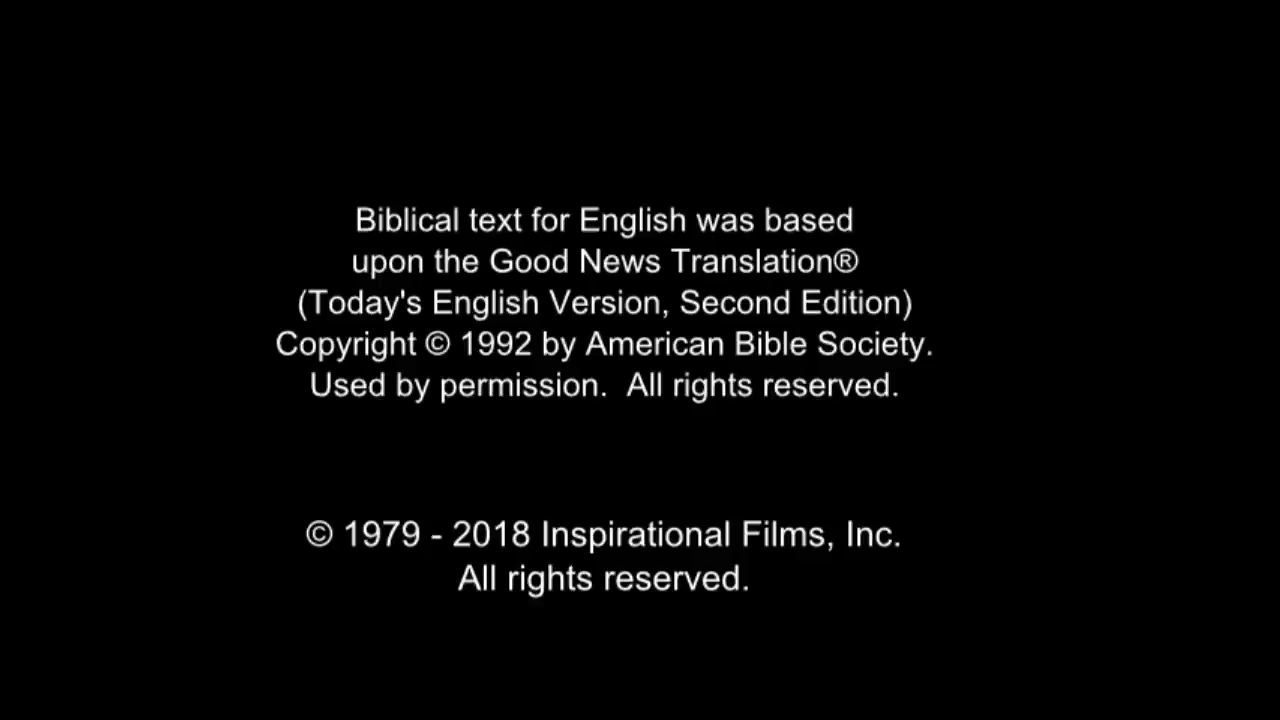 Biblical text for English was based
upon the Good News Translation®
(Today's English Version, Second Edition)
Copyright © 1992 by American Bible Society.
Used by permission.  All rights reserved.
© 1979 - 2018 Inspirational Films, Inc.
All rights reserved.